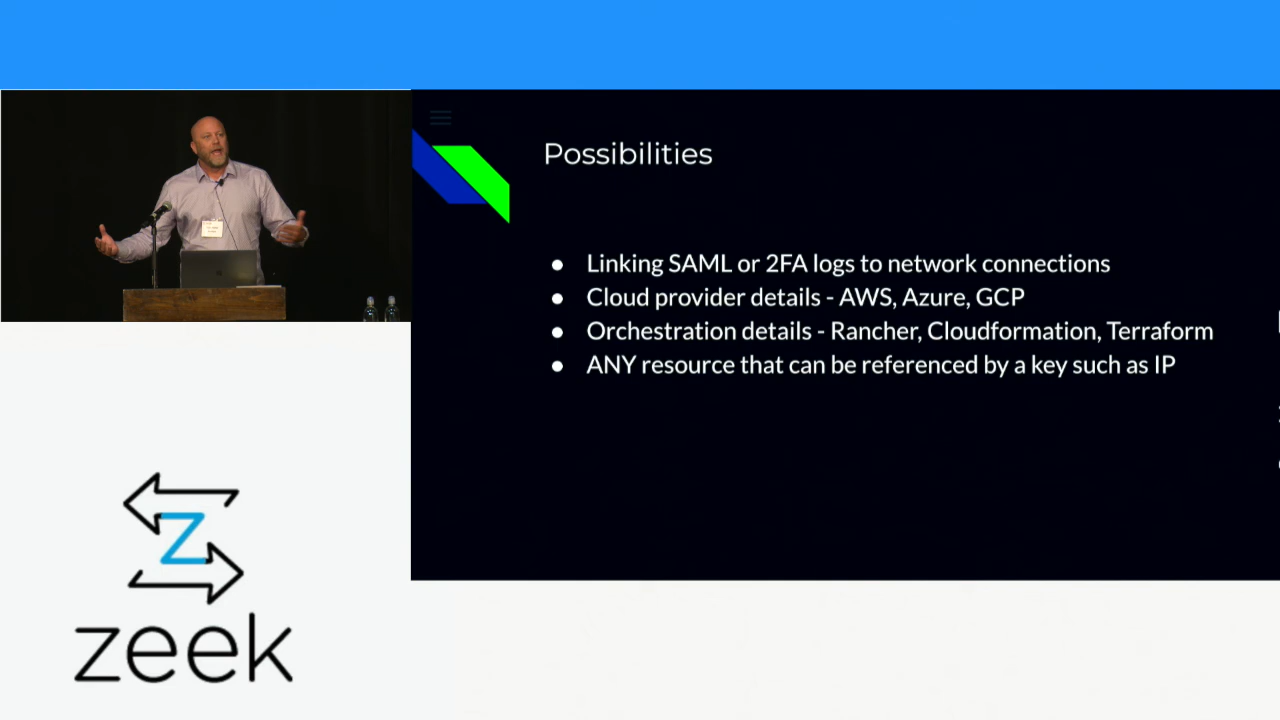 Possibilities
● Linking SAML or 2FA logs to network connections
● Cloud provider details - AWS, Azure, GCP
● Orchestration details - Rancher, Cloudformation, Terraform
● ANY resource that can be referenced by a key such as IP
z
zeek